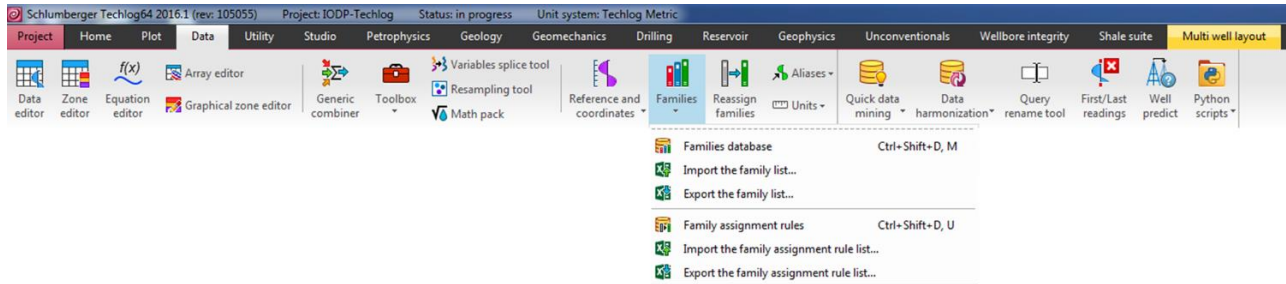 Schlumberger Techlog64 2016.1 (rev: 105055) Project: IODP-Techlog Status: in progress Unit system: Techlog Metric
Project Home Plot Data Utility Studio Petrophysics Geology Geomechanics Drilling Reservoir Geophysics Unconventionals Wellbore integrity Shale suite Multi well layout
Data editor
Zone editor
f(x)
Equation editor
Array editor
Graphical zone editor
Generic combiner
Toolbox
Variables splice tool
Resampling tool
Math pack
Reference and coordinates
Families
Reassign families
Aliases
Units
Quick data mining
Data harmonization
Query rename tool
First/Last readings
Well predict
Python scripts
Families database Ctrl+Shift+D, M
Import the family list...
Export the family list...
Family assignment rules Ctrl+Shift+D, U
Import the family assignment rule list...
Export the family assignment rule list...